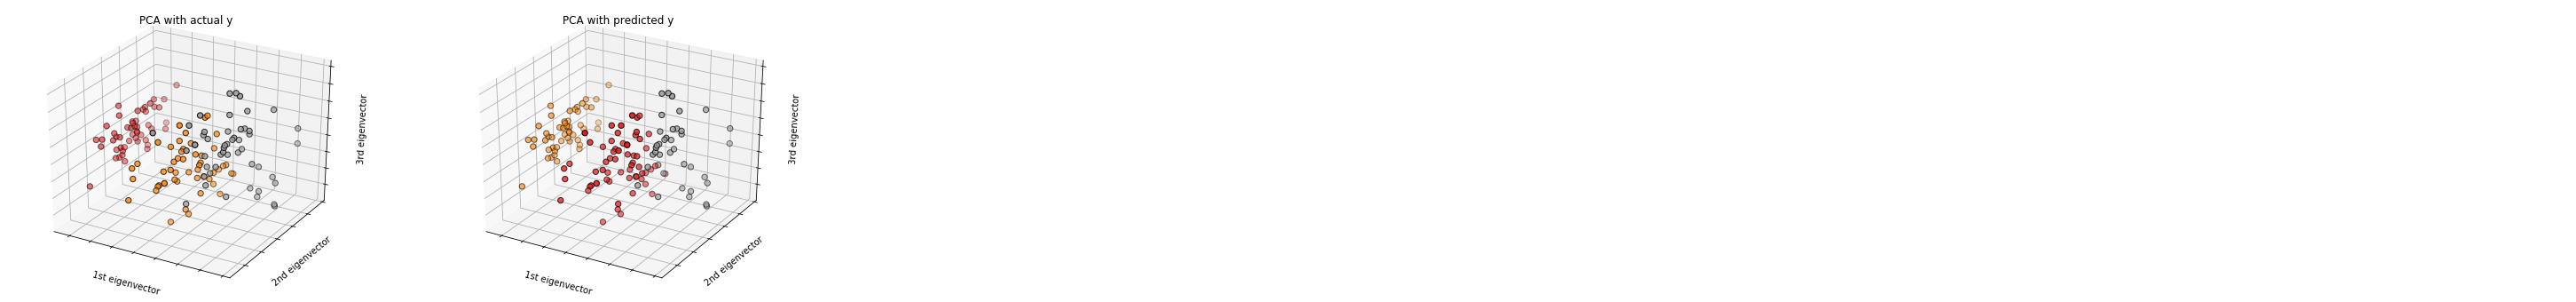 PCA with actual y
3rd eigenvector
2nd eigenvector
1st eigenvector
PCA with predicted y
3rd eigenvector
2nd eigenvector
1st eigenvector